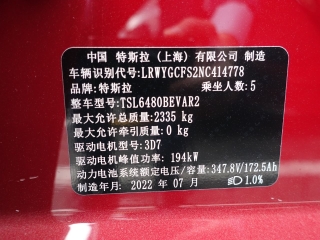 中国 特斯拉（上海）有限公司 制造
车辆识别代号:LRWYGCFS2NC414778
品牌:特斯拉 乘坐人数:5
整车型号:TSL6480BEVAR2
最大允许总质量:2335 kg
最大允许牵引质量:0 kg
驱动电机型号:3D7
驱动电机峰值功率: 194kW
动力电池系统额定电压/容量:347.8V/172.5Ah
制造年月: 2022 年 07 月 1.0%